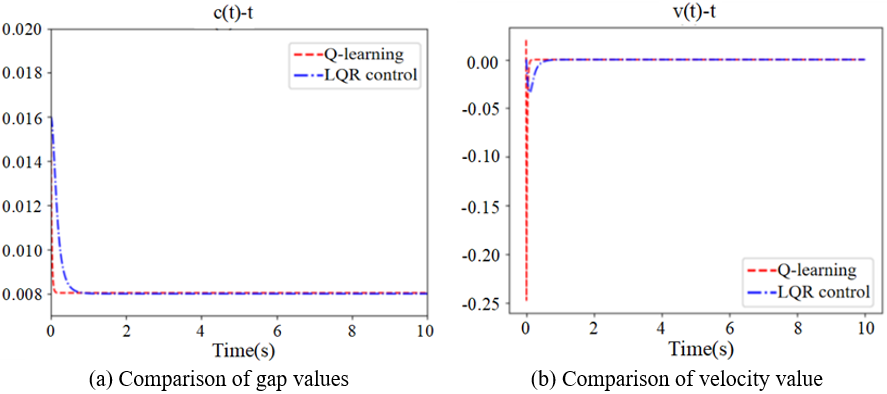 c(t)-t
0.020
0.018
0.016
0.014
0.012
0.010
0.008
Q-learning
LQR control
0 2 4 6 8 10
Time(s)
(a) Comparison of gap values
v(t)-t
0.00
-0.05
-0.10
-0.15
-0.20
-0.25
Q-learning
LQR control
0 2 4 6 8 10
Time(s)
(b) Comparison of velocity value